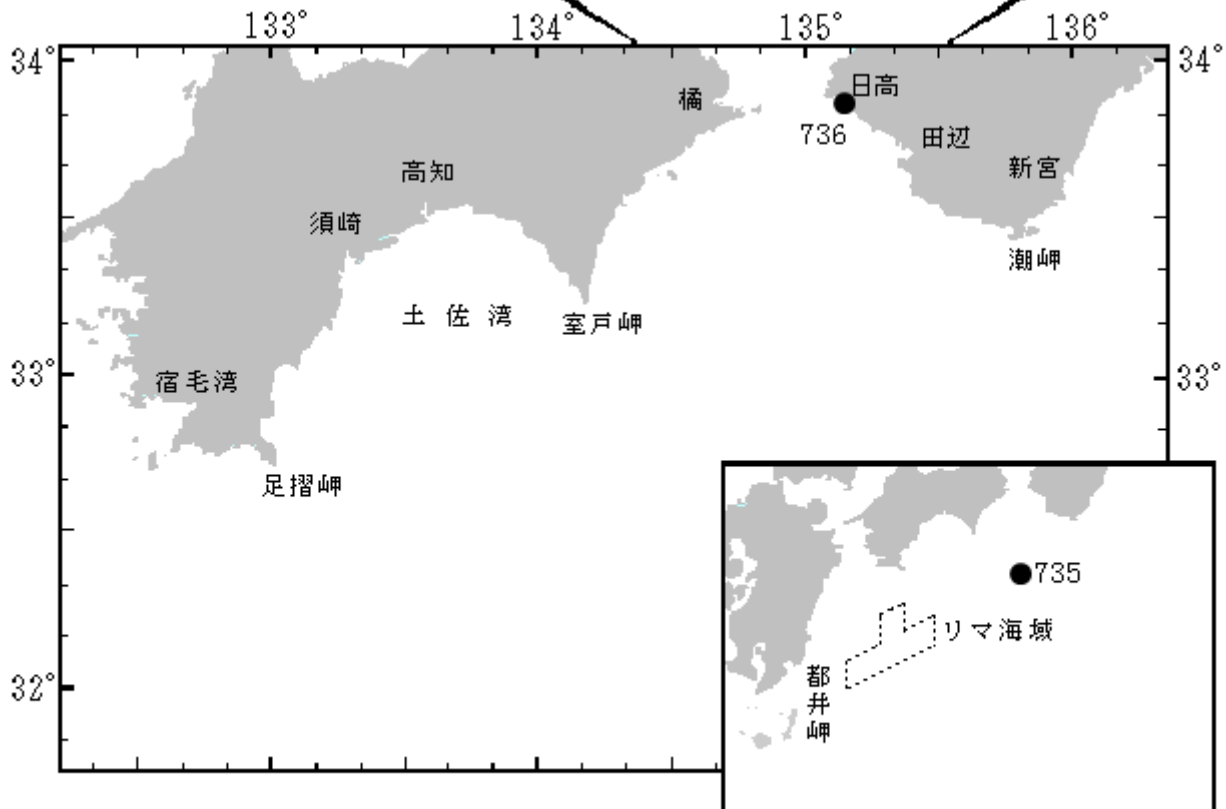 133° 134° 135° 136°
34° 34°
橘
日高
736
田辺
高知
新宮
須崎
潮岬
土佐湾
室戸岬
33° 33°
宿毛湾
足摺岬
735
リマ海域
都井岬
32°